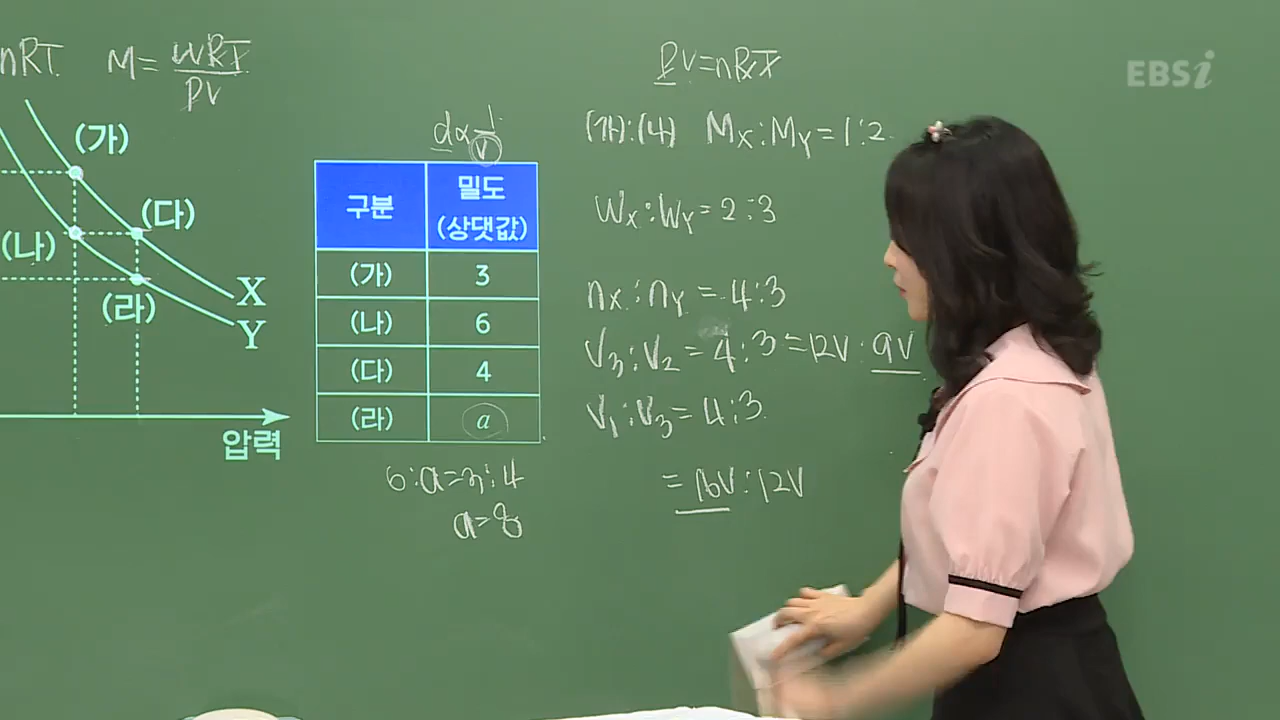 nRT
M= wRT/PV
PV=nRT
EBSi
(가)
(다)
(나)
(라)
X
Y
압력
d∝1/V
구분 밀도
(상댓값)
(가) 3
(나) 6
(다) 4
(라) a
6:a=3:4
a=8
(가):(나) Mx:My=1:2
Wx:Wy=2:3
nx:ny=4:3
V3:V2=4:3=12V:9V
V1:V3=4:3
=16V:12V